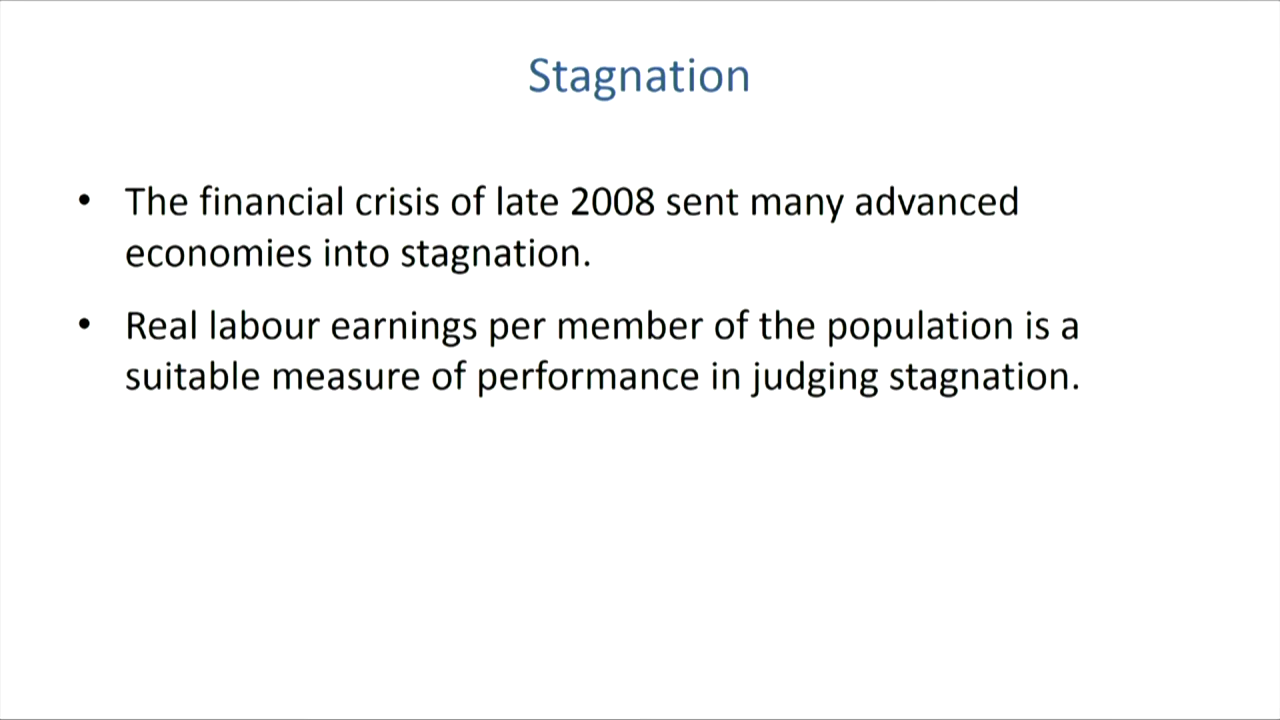 Stagnation
• The financial crisis of late 2008 sent many advanced
economies into stagnation.
• Real labour earnings per member of the population is a
suitable measure of performance in judging stagnation.